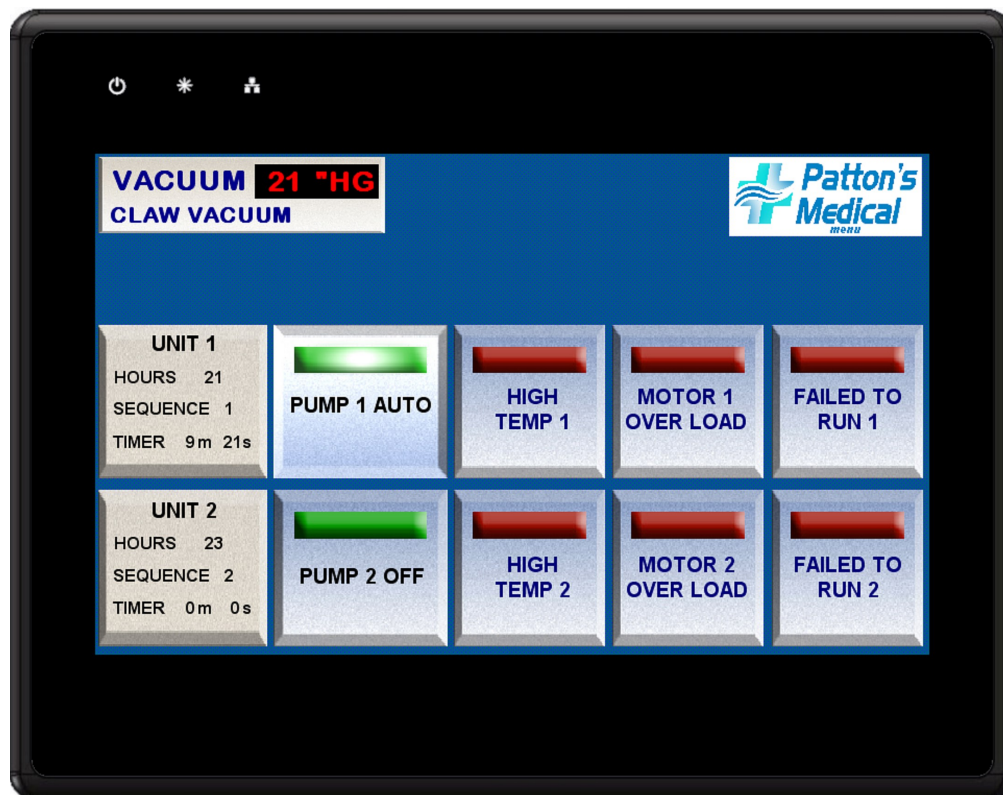 VACUUM 21 "HG
CLAW VACUUM
Patton's
Medical
menu
UNIT 1
HOURS 21
SEQUENCE 1
TIMER 9m 21s
PUMP 1 AUTO
HIGH
TEMP 1
MOTOR 1
OVER LOAD
FAILED TO
RUN 1
UNIT 2
HOURS 23
SEQUENCE 2
TIMER 0m 0s
PUMP 2 OFF
HIGH
TEMP 2
MOTOR 2
OVER LOAD
FAILED TO
RUN 2